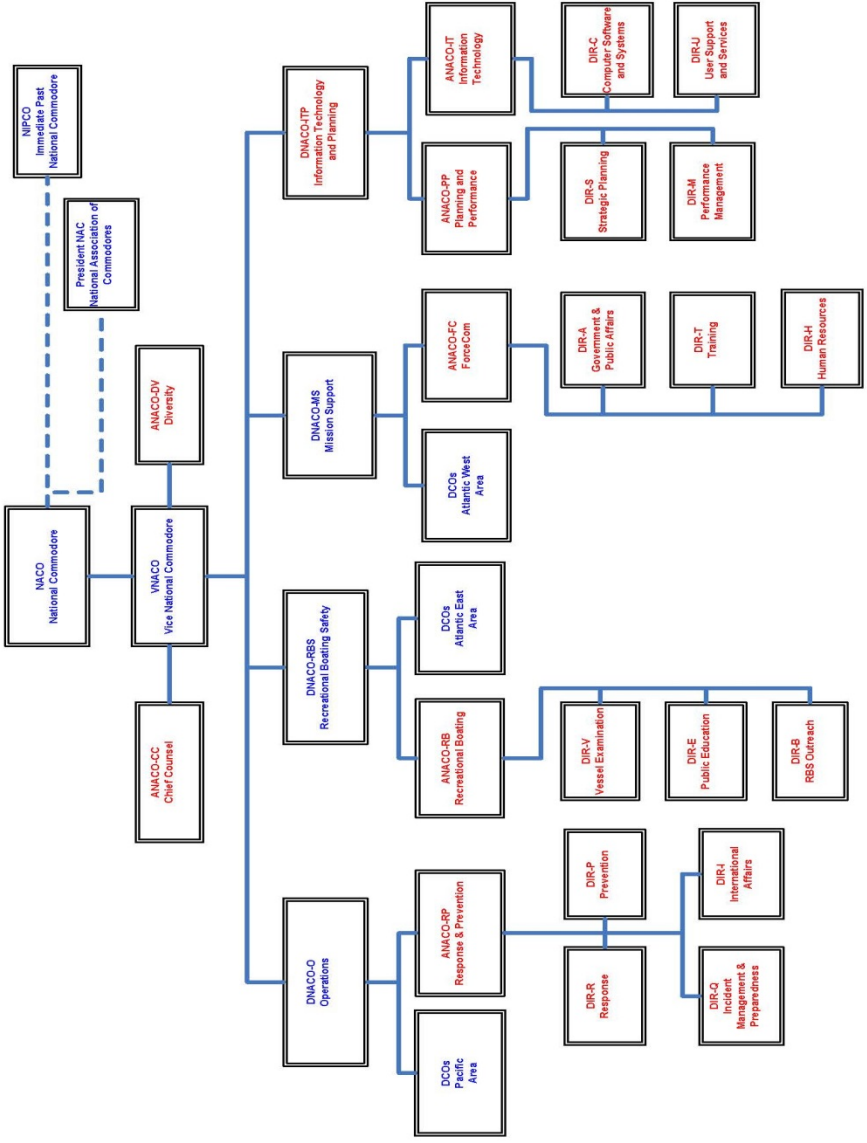 NACO
National Commodore
NIPCO
Immediate Past
National Commodore
President NAC
National Association of
Commodores
ANACO-CC
Chief Counsel
VNACO
Vice National Commodore
ANACO-DV
Diversity
DNACO-O
Operations
DNACO-RBS
Recreational Boating Safety
DNACO-MS
Mission Support
DNACO-ITP
Information Technology
and Planning
DCOs
Pacific
Area
ANACO-RP
Response & Prevention
ANACO-RB
Recreational Boating
DCOs
Atlantic East
Area
DCOs
Atlantic West
Area
ANACO-FC
ForceCom
ANACO-PP
Planning and
Performance
ANACO-IT
Information
Technology
DIR-R
Response
DIR-P
Prevention
DIR-V
Vessel Examination
DIR-A
Government &
Public Affairs
DIR-S
Strategic Planning
DIR-C
Computer Software
and Systems
DIR-Q
Incident
Management &
Preparedness
DIR-I
International
Affairs
DIR-E
Public Education
DIR-T
Training
DIR-M
Performance
Management
DIR-U
User Support
and Services
DIR-B
RBS Outreach
DIR-H
Human Resources